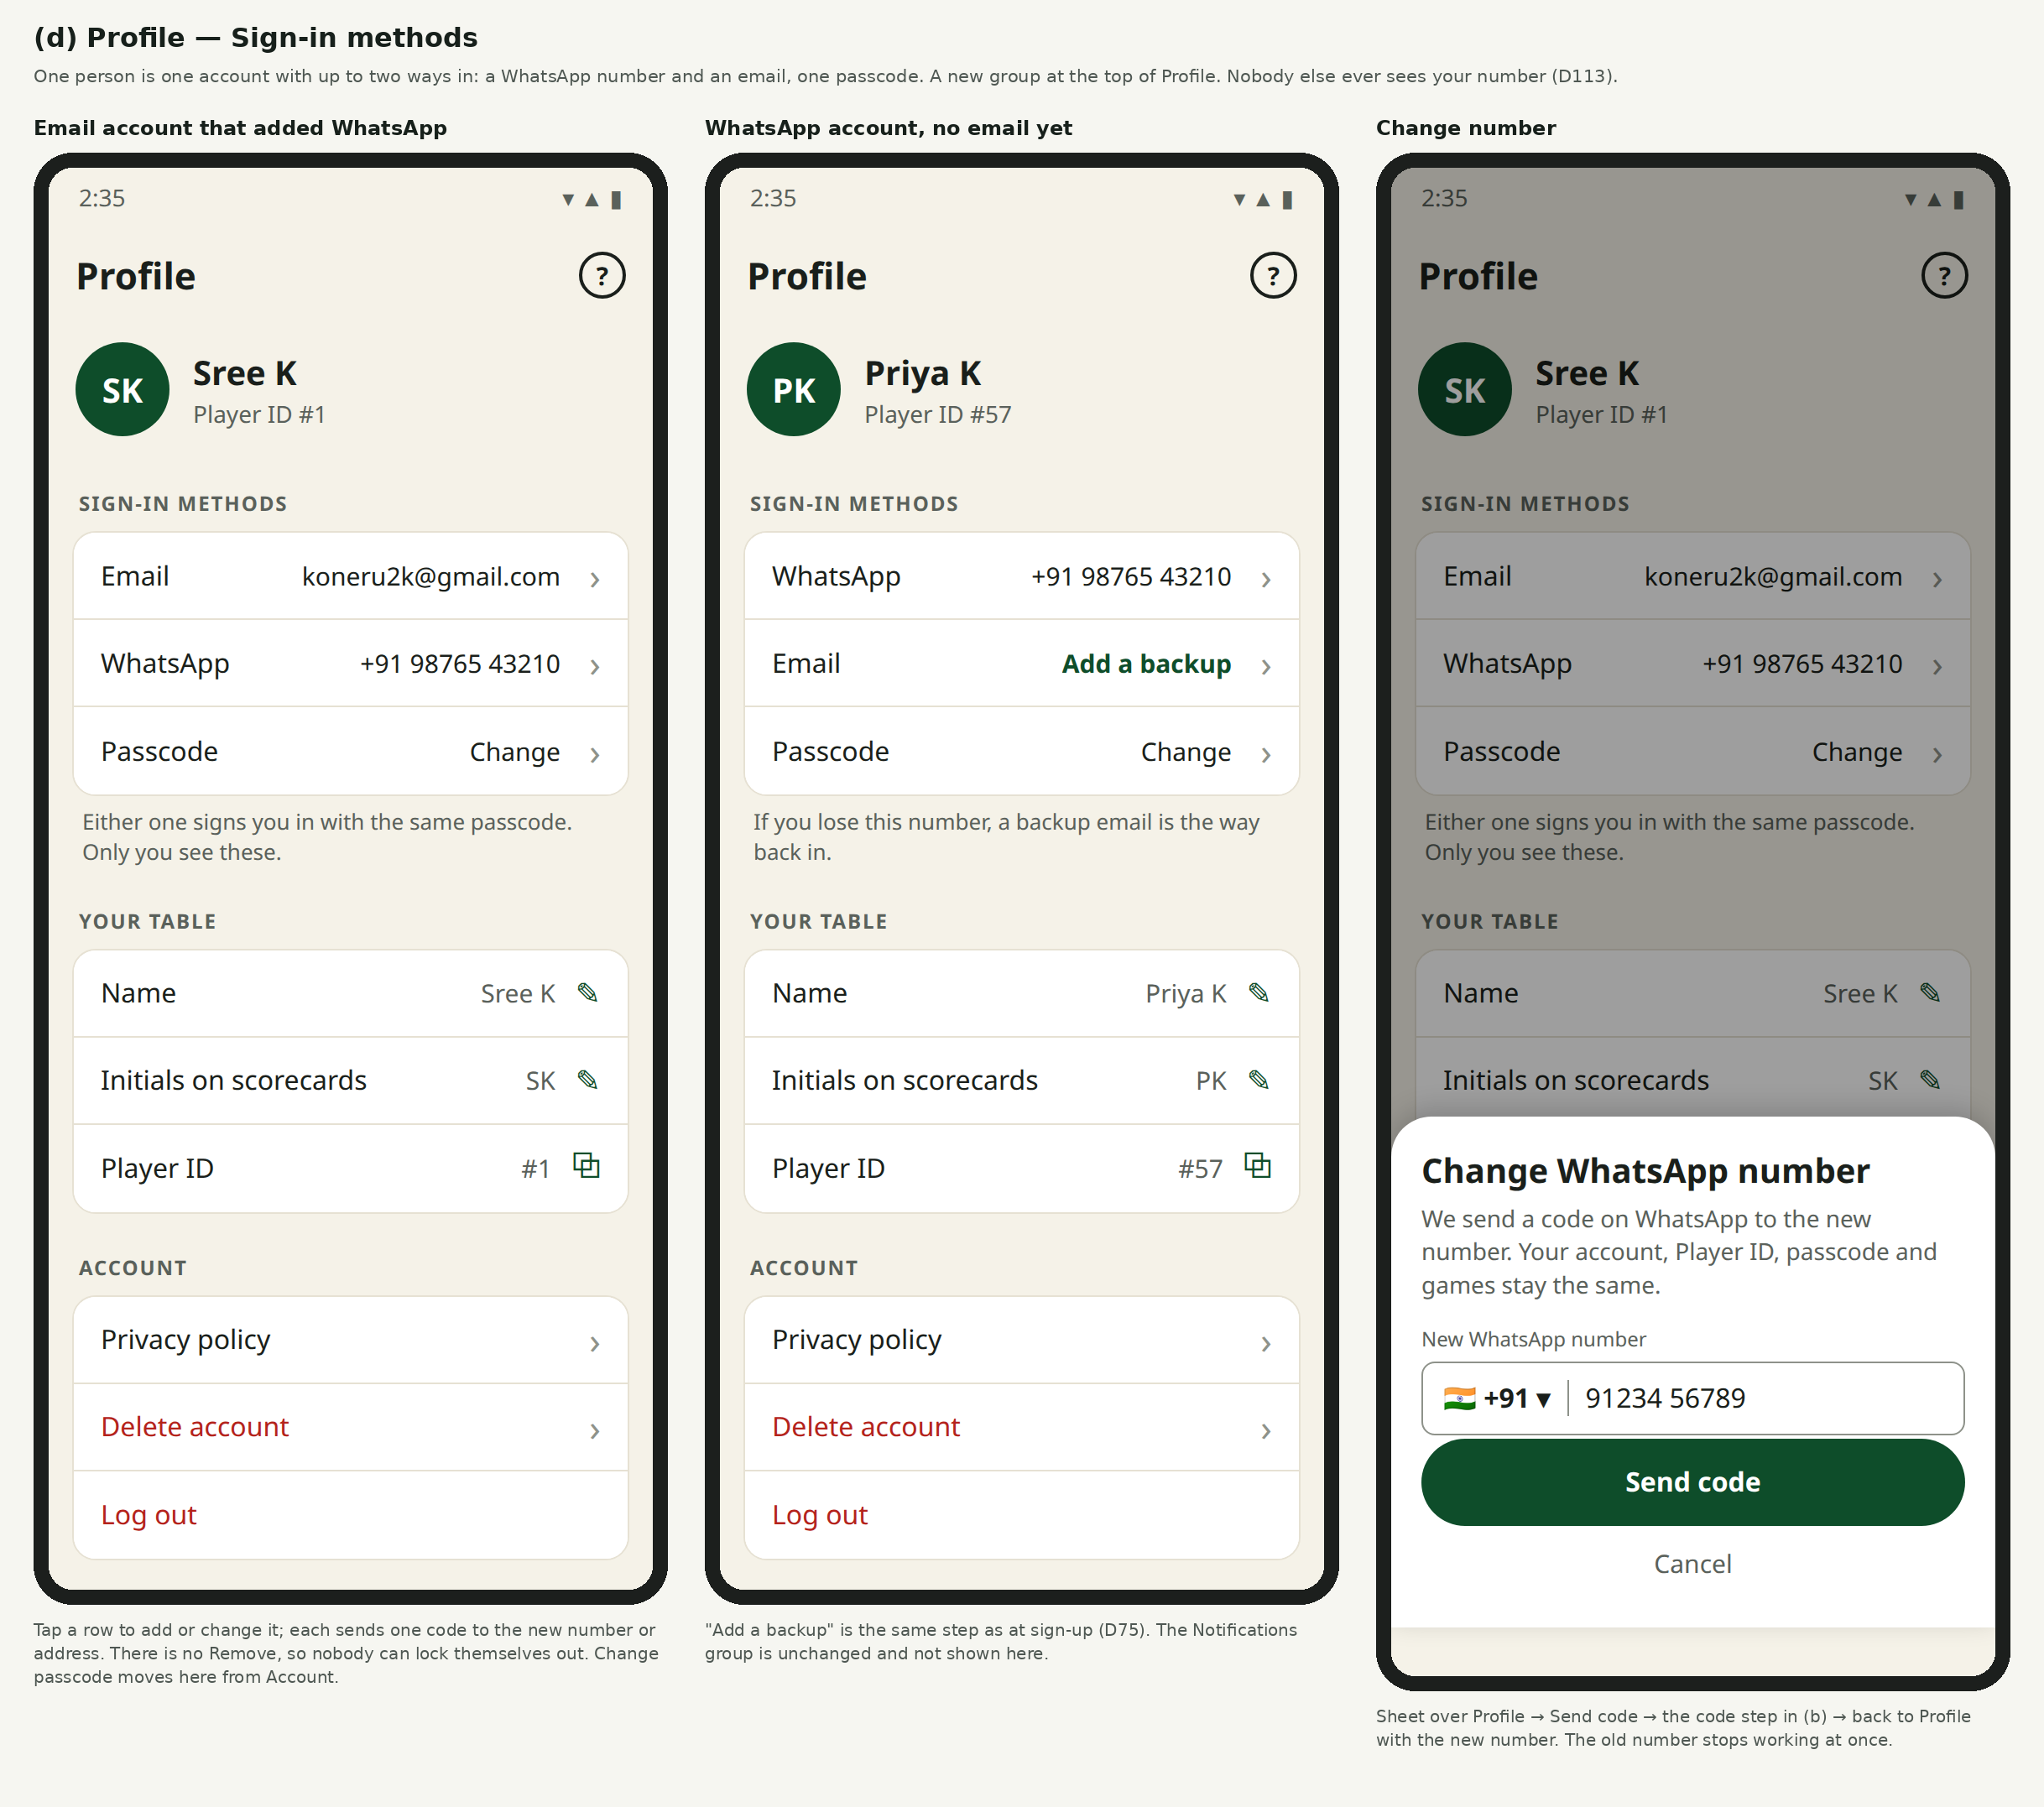 (d) Profile — Sign-in methods
One person is one account with up to two ways in: a WhatsApp number and an email, one passcode. A new group at the top of Profile. Nobody else ever sees your number (D113).
Email account that added WhatsApp
2:35
Profile
?
SK
Sree K
Player ID #1
SIGN-IN METHODS
Email koneru2k@gmail.com ›
WhatsApp +91 98765 43210 ›
Passcode Change ›
Either one signs you in with the same passcode.
Only you see these.
YOUR TABLE
Name Sree K
Initials on scorecards SK
Player ID #1
ACCOUNT
Privacy policy ›
Delete account ›
Log out
Tap a row to add or change it; each sends one code to the new number or
address. There is no Remove, so nobody can lock themselves out. Change
passcode moves here from Account.
WhatsApp account, no email yet
2:35
Profile
?
PK
Priya K
Player ID #57
SIGN-IN METHODS
WhatsApp +91 98765 43210 ›
Email Add a backup ›
Passcode Change ›
If you lose this number, a backup email is the way
back in.
YOUR TABLE
Name Priya K
Initials on scorecards PK
Player ID #57
ACCOUNT
Privacy policy ›
Delete account ›
Log out
"Add a backup" is the same step as at sign-up (D75). The Notifications
group is unchanged and not shown here.
Change number
2:35
Profile
?
SK
Sree K
Player ID #1
SIGN-IN METHODS
Email koneru2k@gmail.com ›
WhatsApp +91 98765 43210 ›
Passcode Change ›
Either one signs you in with the same passcode.
Only you see these.
YOUR TABLE
Name Sree K
Initials on scorecards SK
Change WhatsApp number
We send a code on WhatsApp to the new
number. Your account, Player ID, passcode and
games stay the same.
New WhatsApp number
+91 ▾ 91234 56789
Send code
Cancel
Sheet over Profile → Send code → the code step in (b) → back to Profile
with the new number. The old number stops working at once.